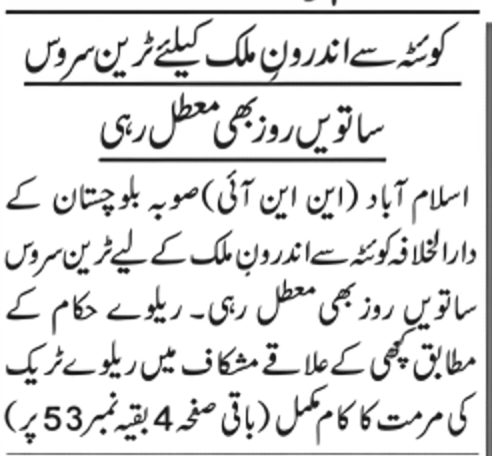 کوئٹہ سے اندرونِ ملک کیلئے ٹرین سروس
ساتویں روز بھی معطل رہی
اسلام آباد (این این آئی) صوبہ بلوچستان کے
دارالخلافہ کوئٹہ سے اندرونِ ملک کے لیے ٹرین سروس
ساتویں روز بھی معطل رہی۔ ریلوے حکام کے
مطابق کچھی کے علاقے مشکاف میں ریلوے ٹریک
کی مرمت کا کام مکمل (باقی صفحہ 4 بقیہ نمبر 53 پر)